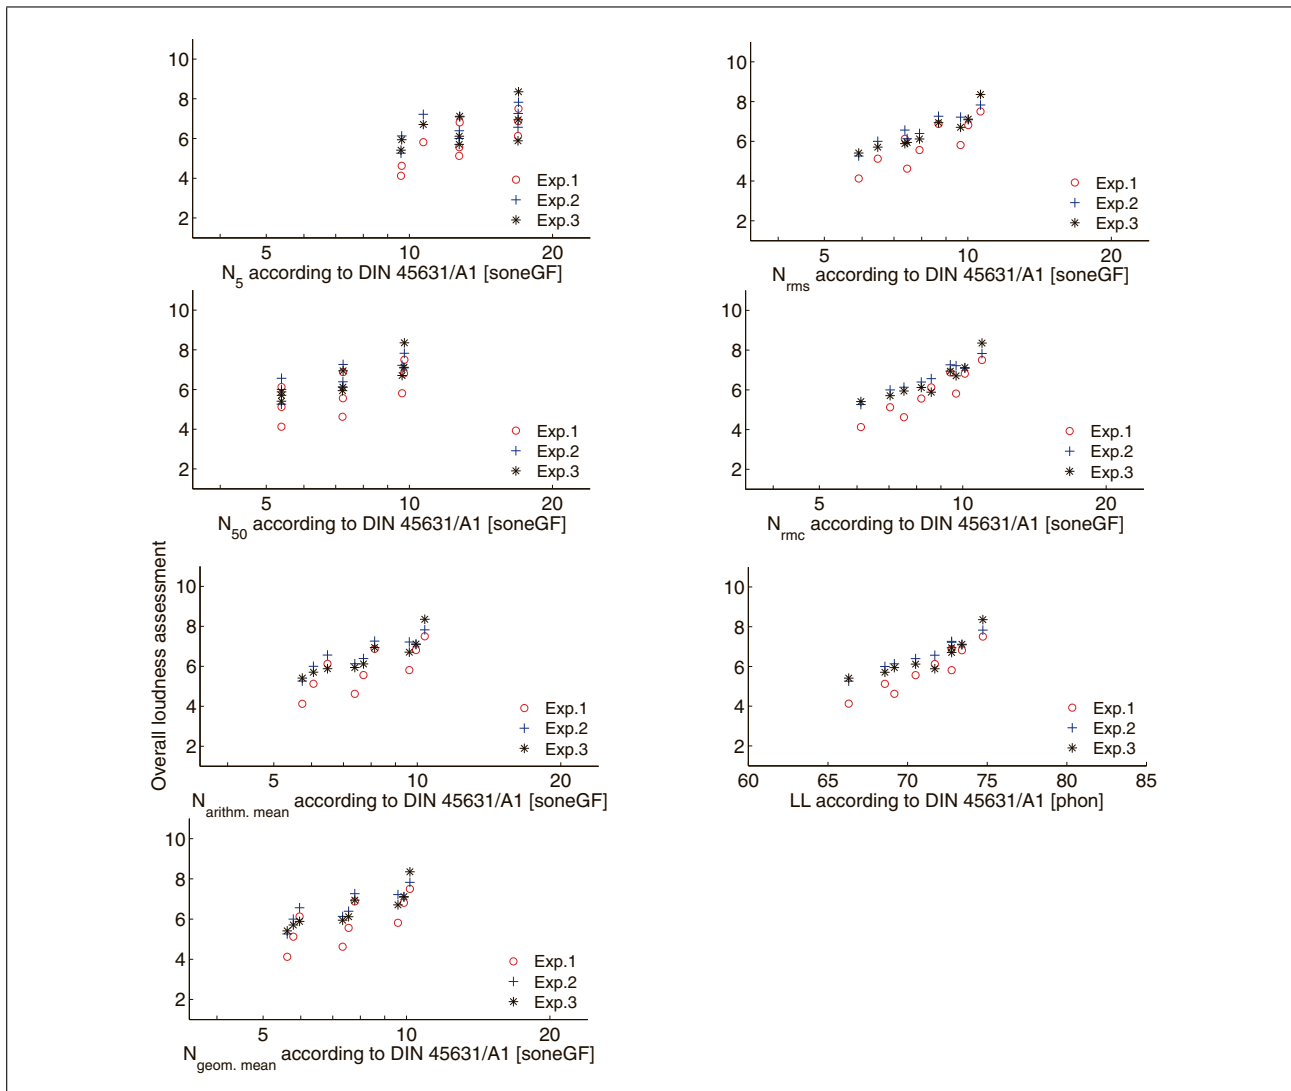 10
8
6
4
2
5
10
20
Exp.1
Exp.2
Exp.3
N5 according to DIN 45631/A1 [soneGF]
10
8
6
4
2
5
10
20
Exp.1
Exp.2
Exp.3
Nrms according to DIN 45631/A1 [soneGF]
10
8
6
4
2
5
10
20
Exp.1
Exp.2
Exp.3
N50 according to DIN 45631/A1 [soneGF]
10
8
6
4
2
5
10
20
Exp.1
Exp.2
Exp.3
Nrmc according to DIN 45631/A1 [soneGF]
Overall loudness assessment
10
8
6
4
2
5
10
20
Exp.1
Exp.2
Exp.3
Narithm. mean according to DIN 45631/A1 [soneGF]
10
8
6
4
2
60
65
70
75
80
85
Exp.1
Exp.2
Exp.3
LL according to DIN 45631/A1 [phon]
10
8
6
4
2
5
10
20
Exp.1
Exp.2
Exp.3
Ngeom. mean according to DIN 45631/A1 [soneGF]